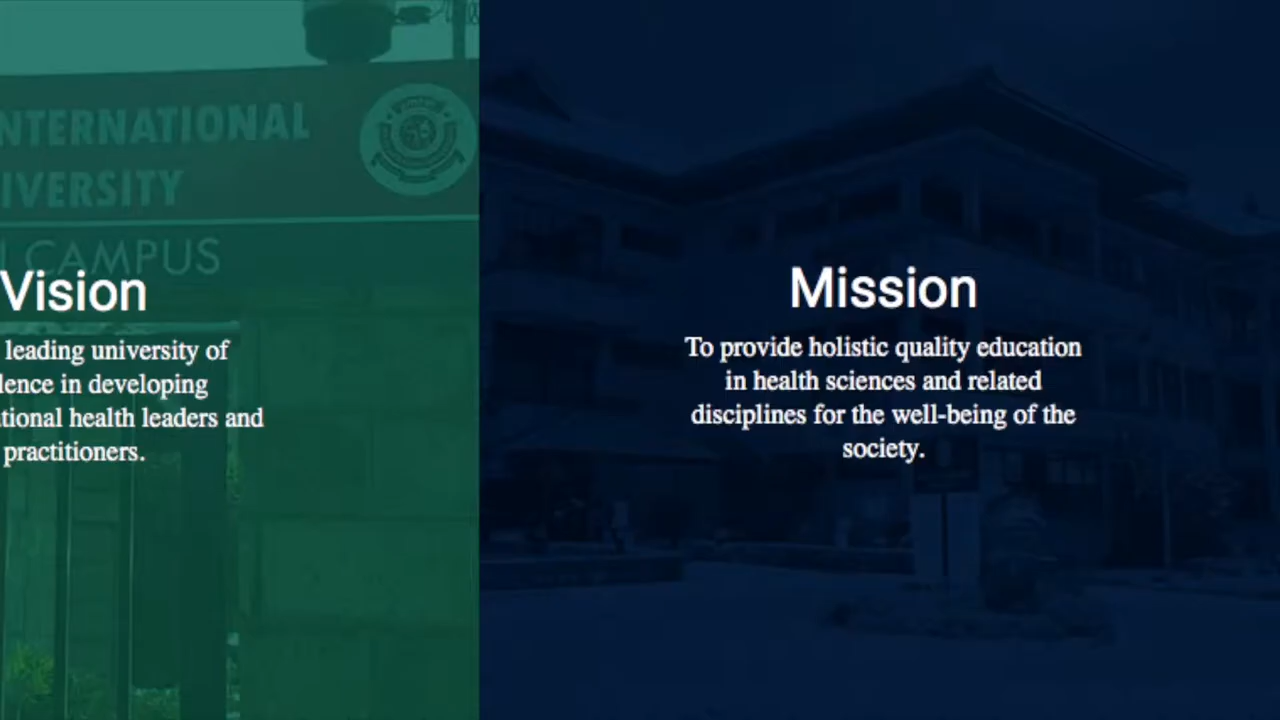 NTERNATIONAL
IVERSITY
CAMPUS
Vision
leading university of
lence in developing
tional health leaders and
practitioners.
Mission
To provide holistic quality education
in health sciences and related
disciplines for the well-being of the
society.